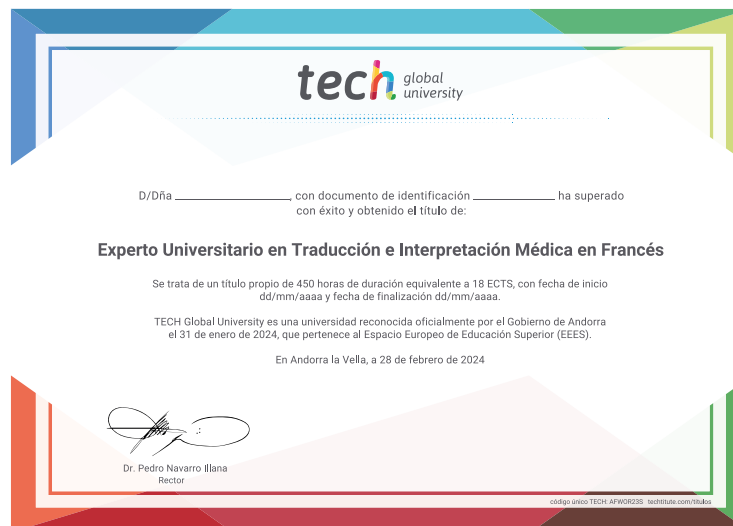 tech global university
D/Dña ________________, con documento de identificación ____________ ha superado
con éxito y obtenido el título de:
Experto Universitario en Traducción e Interpretación Médica en Francés
Se trata de un título propio de 450 horas de duración equivalente a 18 ECTS, con fecha de inicio
dd/mm/aaaa y fecha de finalización dd/mm/aaaa.
TECH Global University es una universidad reconocida oficialmente por el Gobierno de Andorra
el 31 de enero de 2024, que pertenece al Espacio Europeo de Educación Superior (EEES).
En Andorra la Vella, a 28 de febrero de 2024
Dr. Pedro Navarro Illana
Rector
código único TECH: AFWOR23S techtitute.com/titulos